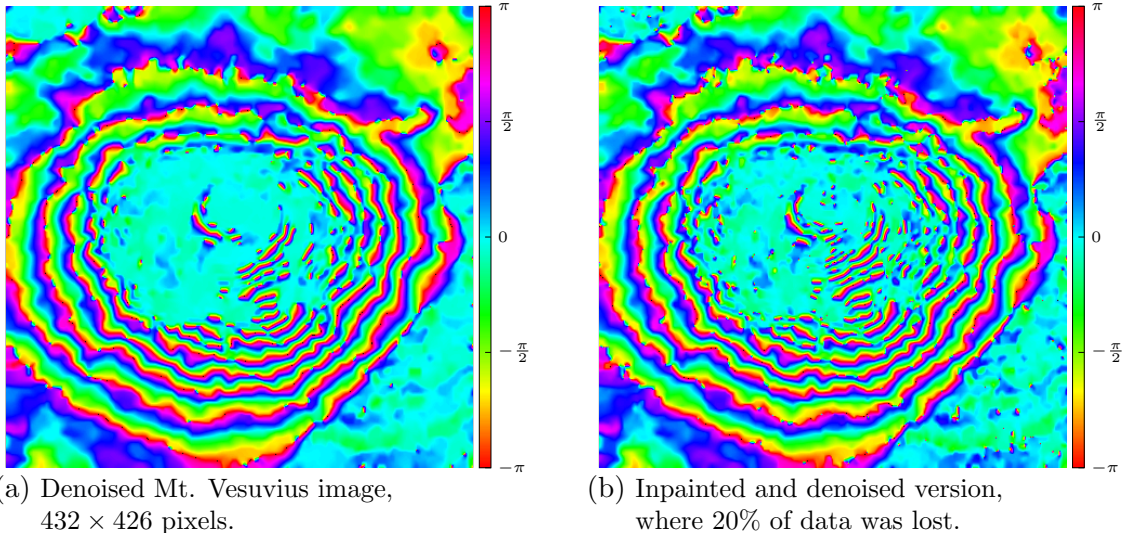 π
π/2
0
−π/2
−π
π
π/2
0
−π/2
−π
(a) Denoised Mt. Vesuvius image,
432 × 426 pixels.
(b) Inpainted and denoised version,
where 20% of data was lost.